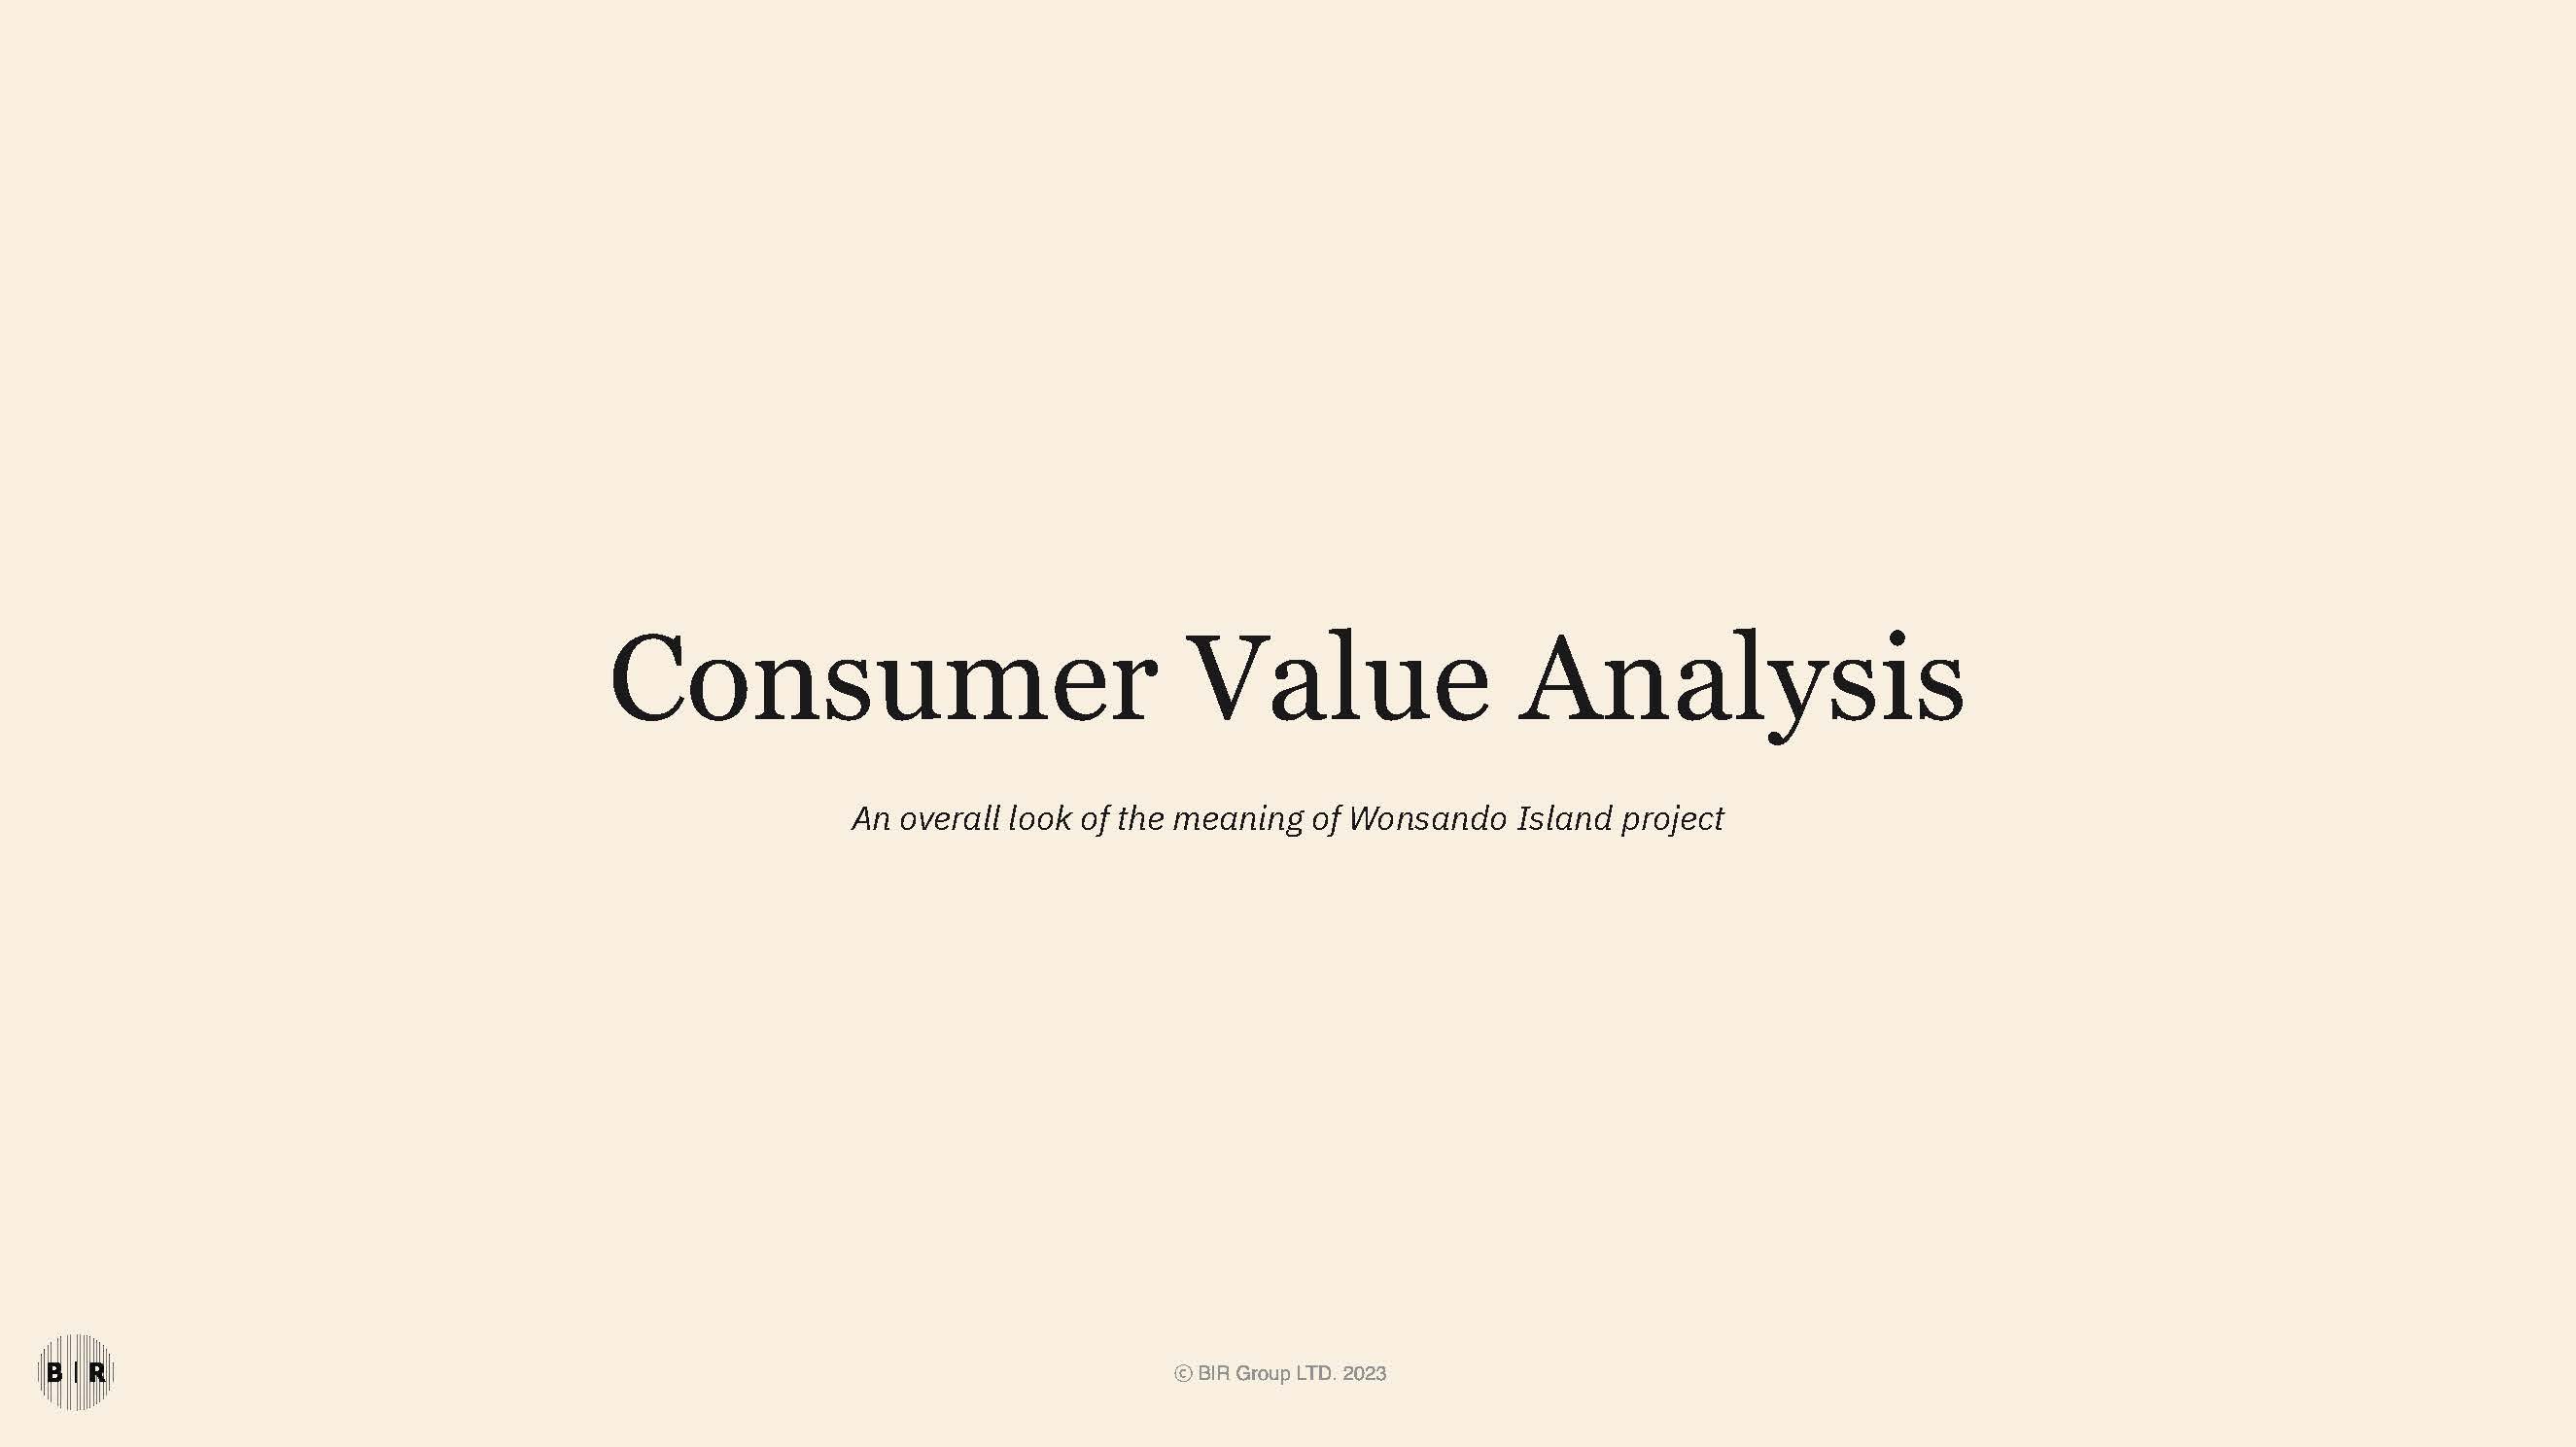 Consumer Value Analysis
An overall look of the meaning of Wonsando Island project
B | R
© BIR Group LTD. 2023